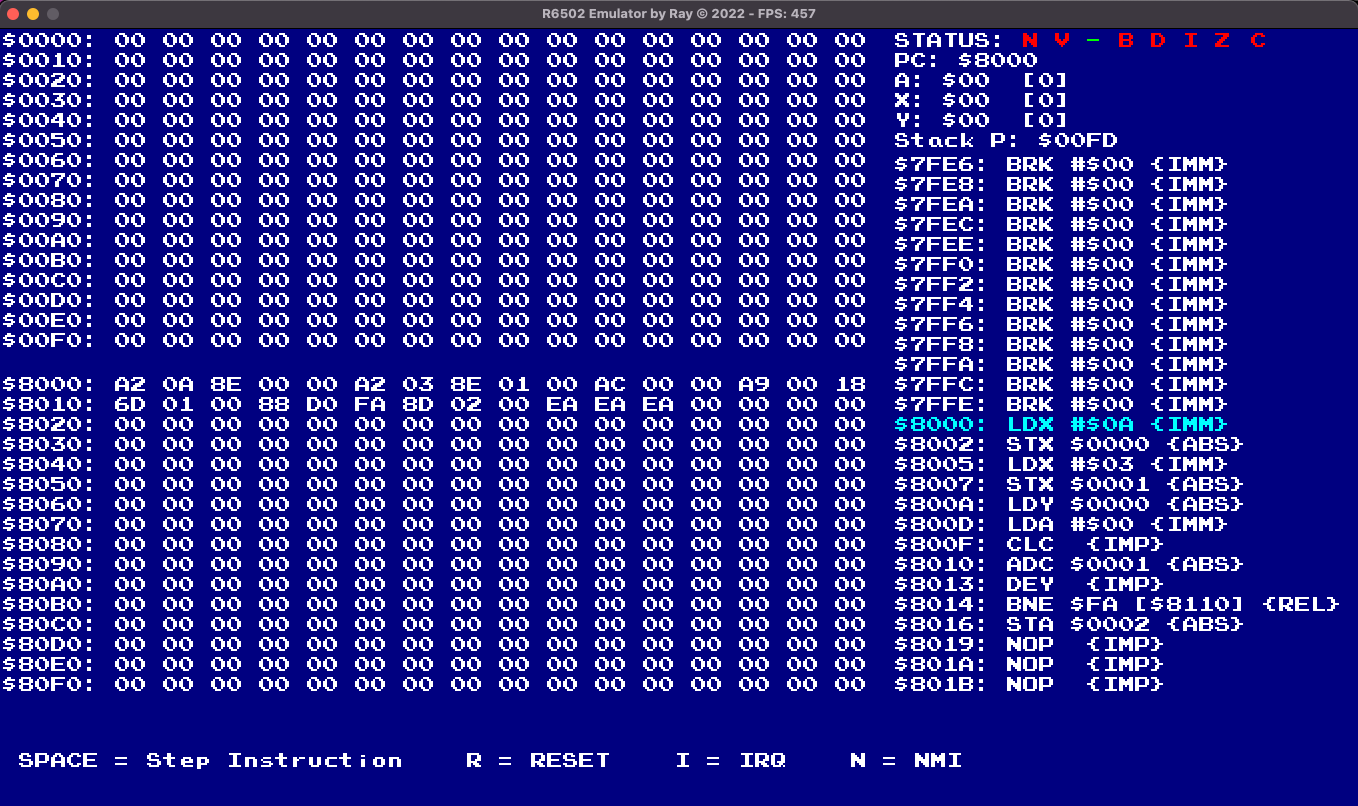 R6502 Emulator by Ray © 2022 - FPS: 457
$0000: 00 00 00 00 00 00 00 00 00 00 00 00 00 00 00 00 STATUS: N V - B D I Z C
$0010: 00 00 00 00 00 00 00 00 00 00 00 00 00 00 00 00 PC: $8000
$0020: 00 00 00 00 00 00 00 00 00 00 00 00 00 00 00 00 A: $00 [0]
$0030: 00 00 00 00 00 00 00 00 00 00 00 00 00 00 00 00 X: $00 [0]
$0040: 00 00 00 00 00 00 00 00 00 00 00 00 00 00 00 00 Y: $00 [0]
$0050: 00 00 00 00 00 00 00 00 00 00 00 00 00 00 00 00 Stack P: $00FD
$0060: 00 00 00 00 00 00 00 00 00 00 00 00 00 00 00 00 $7FE6: BRK #$00 {IMM}
$0070: 00 00 00 00 00 00 00 00 00 00 00 00 00 00 00 00 $7FE8: BRK #$00 {IMM}
$0080: 00 00 00 00 00 00 00 00 00 00 00 00 00 00 00 00 $7FEA: BRK #$00 {IMM}
$0090: 00 00 00 00 00 00 00 00 00 00 00 00 00 00 00 00 $7FEC: BRK #$00 {IMM}
$00A0: 00 00 00 00 00 00 00 00 00 00 00 00 00 00 00 00 $7FEE: BRK #$00 {IMM}
$00B0: 00 00 00 00 00 00 00 00 00 00 00 00 00 00 00 00 $7FF0: BRK #$00 {IMM}
$00C0: 00 00 00 00 00 00 00 00 00 00 00 00 00 00 00 00 $7FF2: BRK #$00 {IMM}
$00D0: 00 00 00 00 00 00 00 00 00 00 00 00 00 00 00 00 $7FF4: BRK #$00 {IMM}
$00E0: 00 00 00 00 00 00 00 00 00 00 00 00 00 00 00 00 $7FF6: BRK #$00 {IMM}
$00F0: 00 00 00 00 00 00 00 00 00 00 00 00 00 00 00 00 $7FF8: BRK #$00 {IMM}
$7FFA: BRK #$00 {IMM}
$8000: A2 0A 8E 00 00 A2 03 8E 01 00 AC 00 00 A9 00 18 $7FFC: BRK #$00 {IMM}
$8010: 6D 01 00 88 D0 FA 8D 02 00 EA EA EA 00 00 00 00 $7FFE: BRK #$00 {IMM}
$8020: 00 00 00 00 00 00 00 00 00 00 00 00 00 00 00 00 $8000: LDX #$0A {IMM}
$8030: 00 00 00 00 00 00 00 00 00 00 00 00 00 00 00 00 $8002: STX $0000 {ABS}
$8040: 00 00 00 00 00 00 00 00 00 00 00 00 00 00 00 00 $8005: LDX #$03 {IMM}
$8050: 00 00 00 00 00 00 00 00 00 00 00 00 00 00 00 00 $8007: STX $0001 {ABS}
$8060: 00 00 00 00 00 00 00 00 00 00 00 00 00 00 00 00 $800A: LDY $0000 {ABS}
$8070: 00 00 00 00 00 00 00 00 00 00 00 00 00 00 00 00 $800D: LDA #$00 {IMM}
$8080: 00 00 00 00 00 00 00 00 00 00 00 00 00 00 00 00 $800F: CLC {IMP}
$8090: 00 00 00 00 00 00 00 00 00 00 00 00 00 00 00 00 $8010: ADC $0001 {ABS}
$80A0: 00 00 00 00 00 00 00 00 00 00 00 00 00 00 00 00 $8013: DEY {IMP}
$80B0: 00 00 00 00 00 00 00 00 00 00 00 00 00 00 00 00 $8014: BNE $FA [$8110] {REL}
$80C0: 00 00 00 00 00 00 00 00 00 00 00 00 00 00 00 00 $8016: STA $0002 {ABS}
$80D0: 00 00 00 00 00 00 00 00 00 00 00 00 00 00 00 00 $8019: NOP {IMP}
$80E0: 00 00 00 00 00 00 00 00 00 00 00 00 00 00 00 00 $801A: NOP {IMP}
$80F0: 00 00 00 00 00 00 00 00 00 00 00 00 00 00 00 00 $801B: NOP {IMP}
SPACE = Step Instruction R = RESET I = IRQ N = NMI